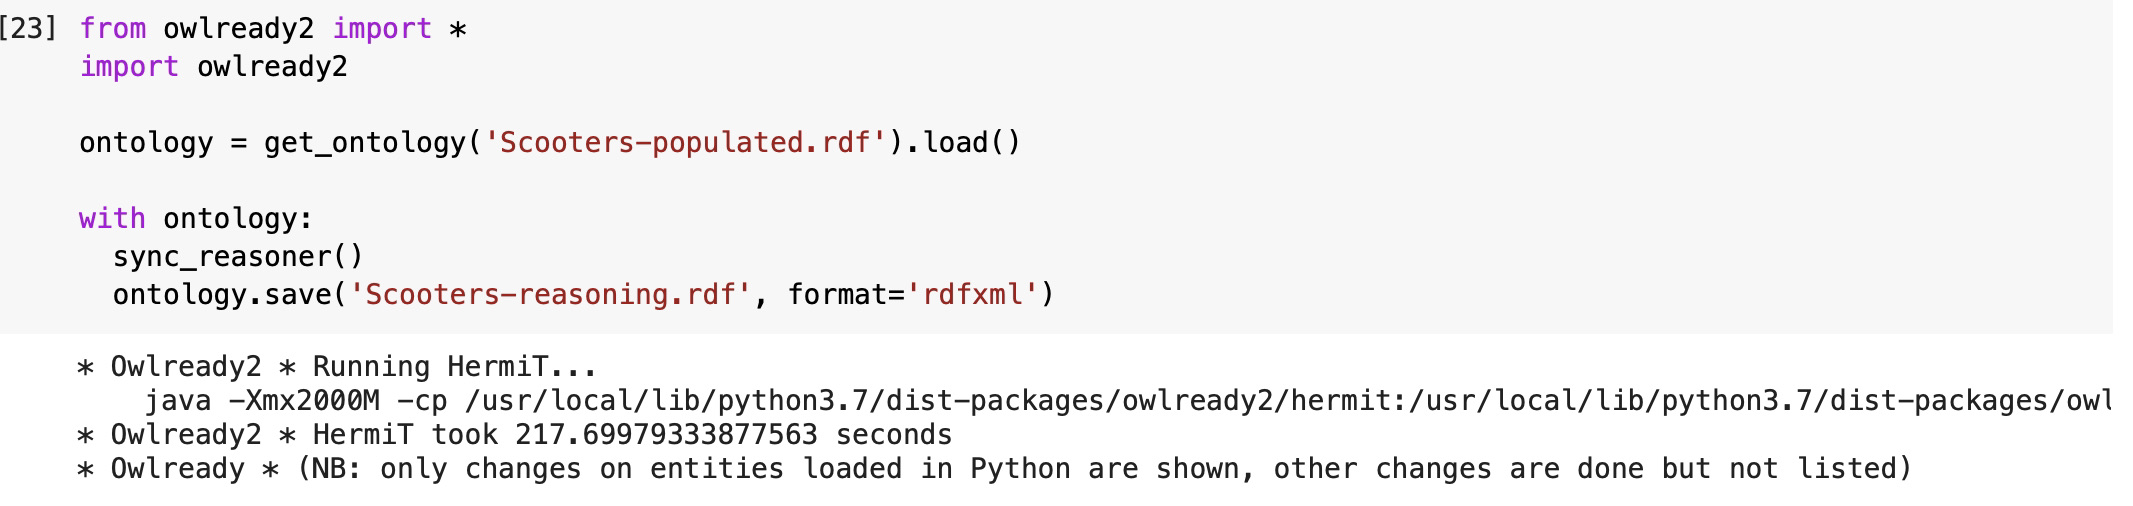 [23] from owlready2 import *
import owlready2
ontology = get_ontology('Scooters-populated.rdf').load()
with ontology:
sync_reasoner()
ontology.save('Scooters-reasoning.rdf', format='rdfxml')
* Owlready2 * Running HermiT...
java -Xmx2000M -cp /usr/local/lib/python3.7/dist-packages/owlready2/hermit:/usr/local/lib/python3.7/dist-packages/owl
* Owlready2 * HermiT took 217.69979333877563 seconds
* Owlready * (NB: only changes on entities loaded in Python are shown, other changes are done but not listed)